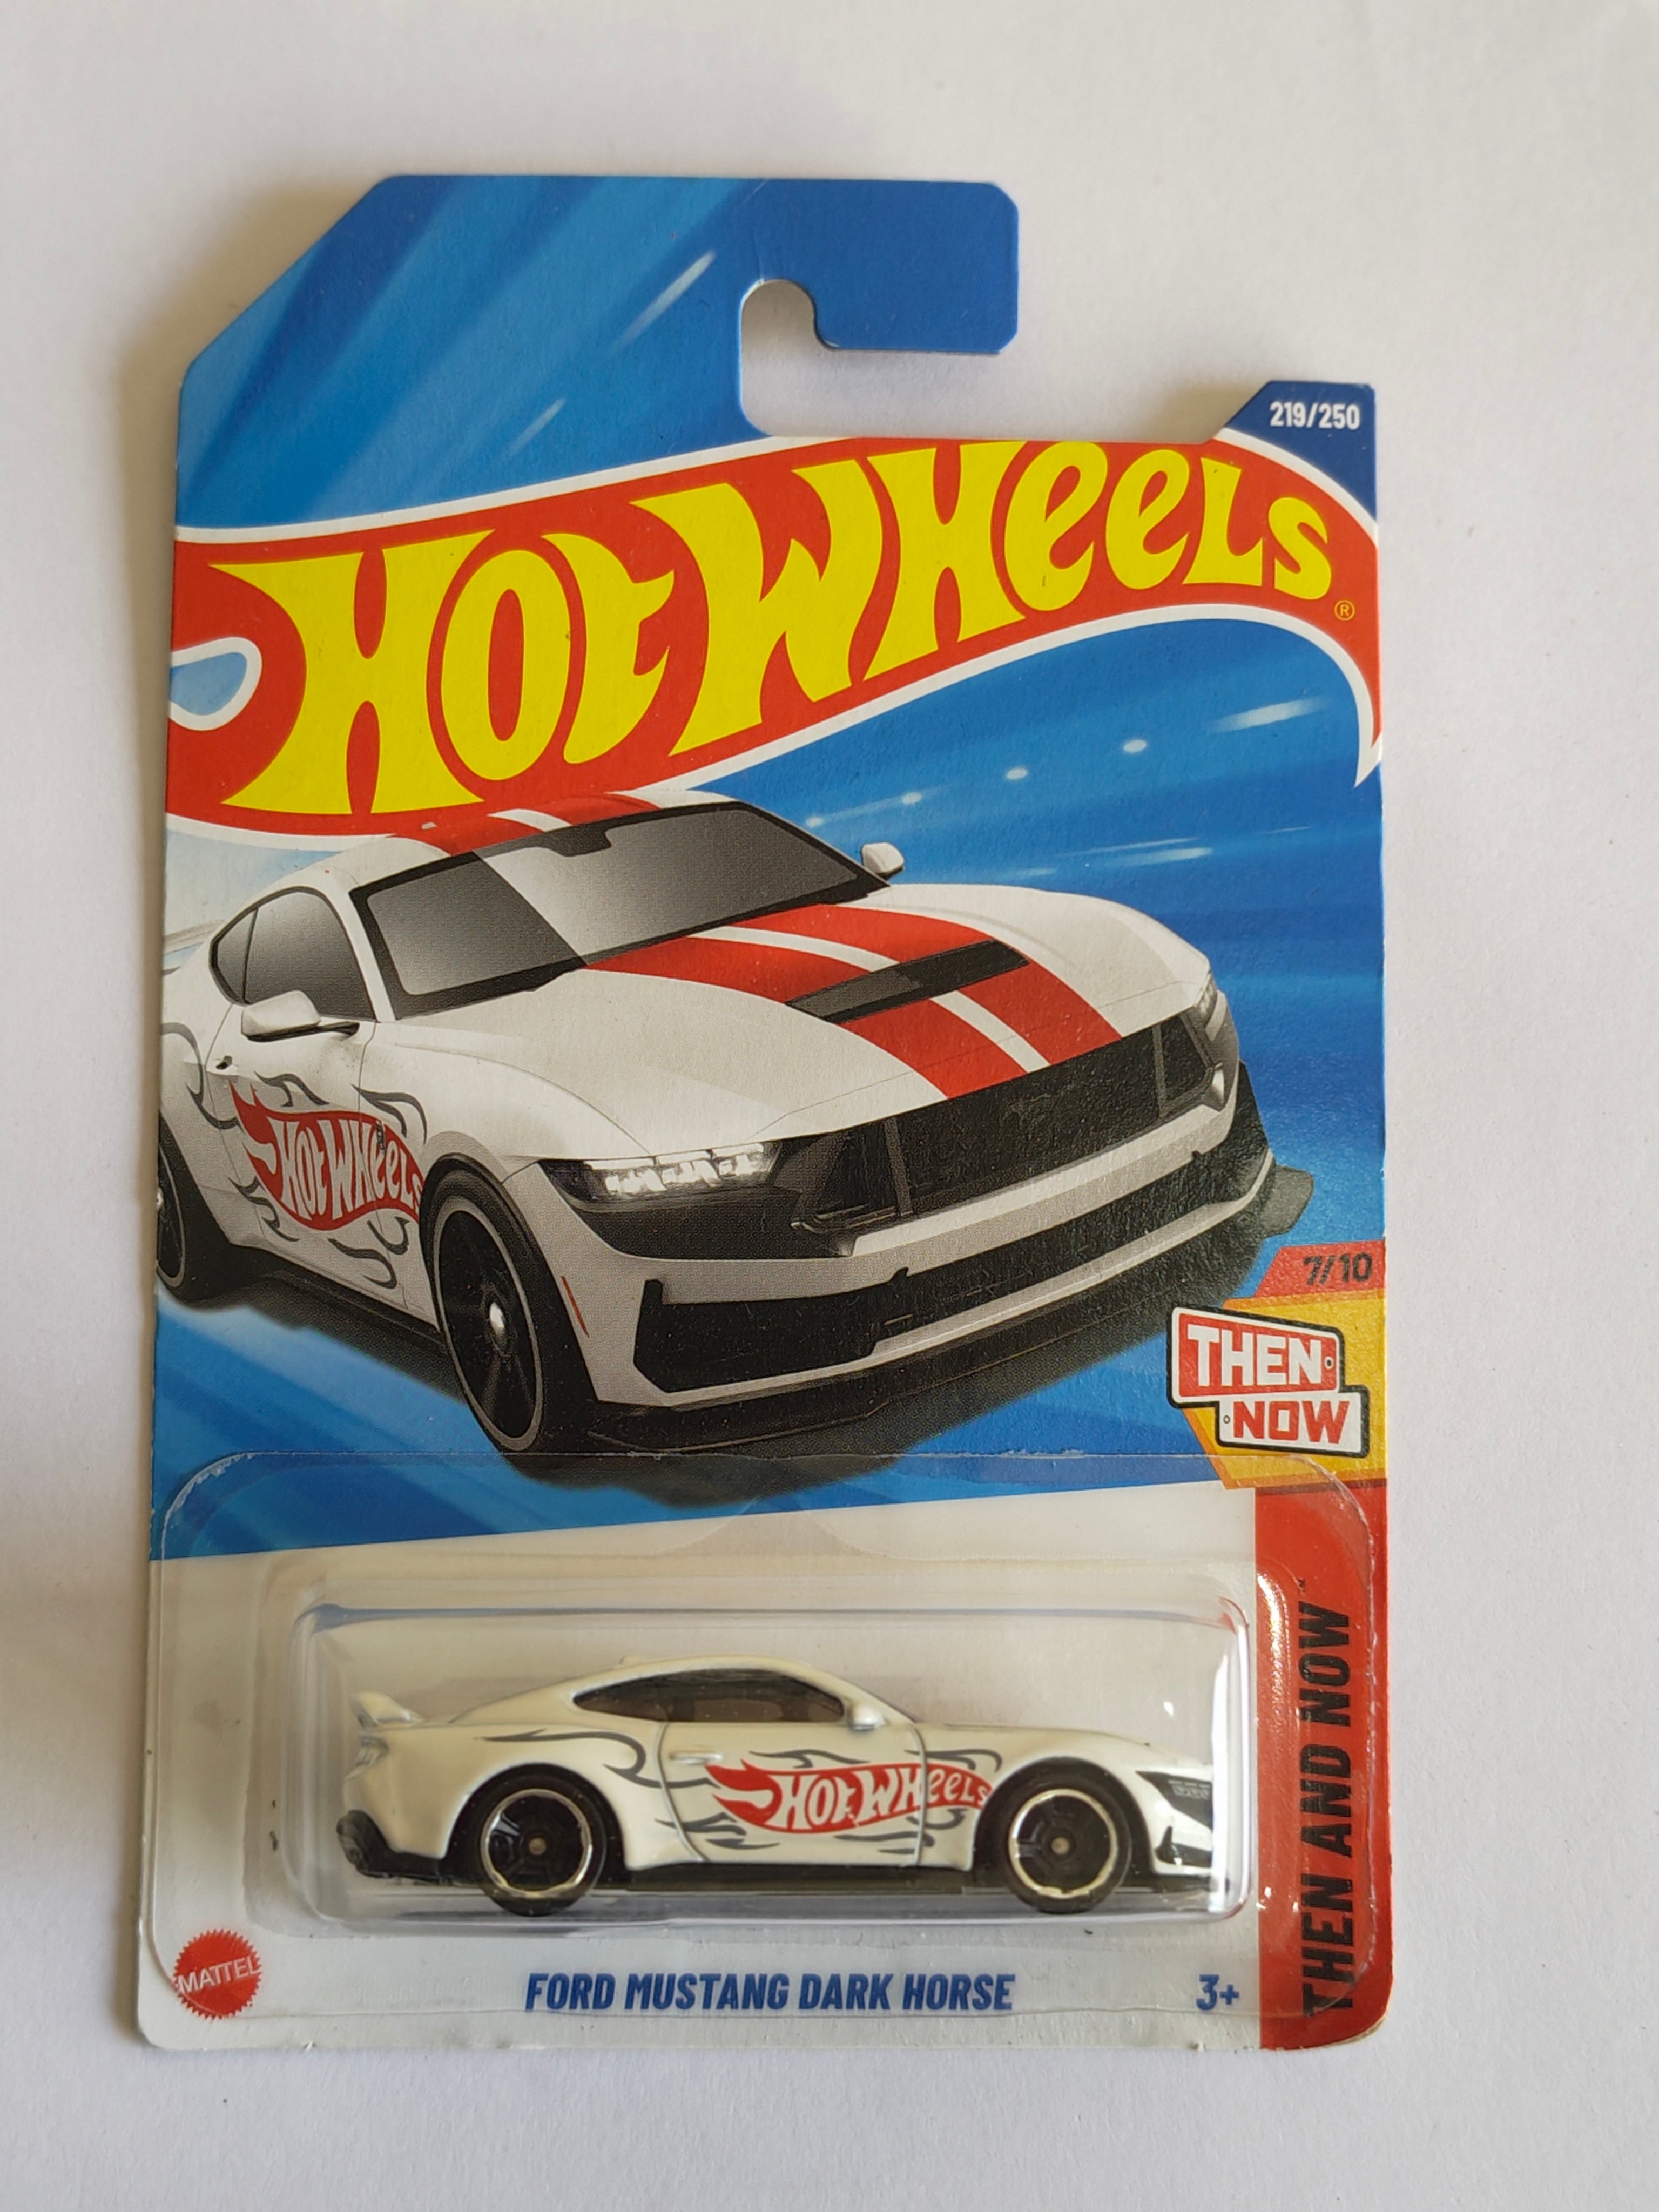 219/250
HOT WHEELS®
HOT WHEELS
7/10
THEN
NOW
THEN AND NOW™
HOT WHEELS
MATTEL
FORD MUSTANG DARK HORSE
3+